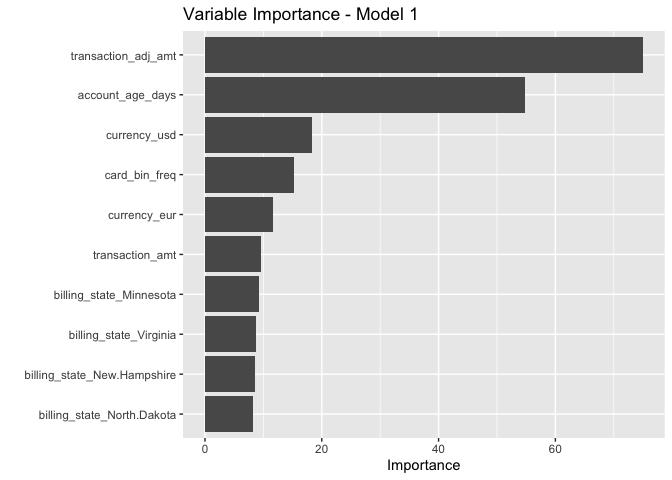 Variable Importance - Model 1
transaction_adj_amt
account_age_days
currency_usd
card_bin_freq
currency_eur
transaction_amt
billing_state_Minnesota
billing_state_Virginia
billing_state_New.Hampshire
billing_state_North.Dakota
0 20 40 60
Importance